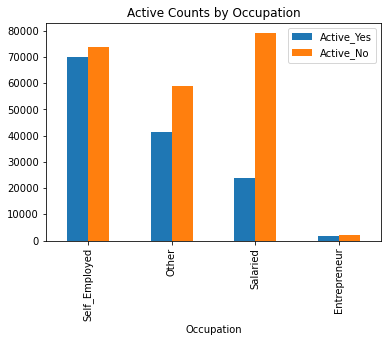 Active Counts by Occupation
Active_Yes
Active_No
80000
70000
60000
50000
40000
30000
20000
10000
0
Self_Employed
Other
Salaried
Entrepreneur
Occupation